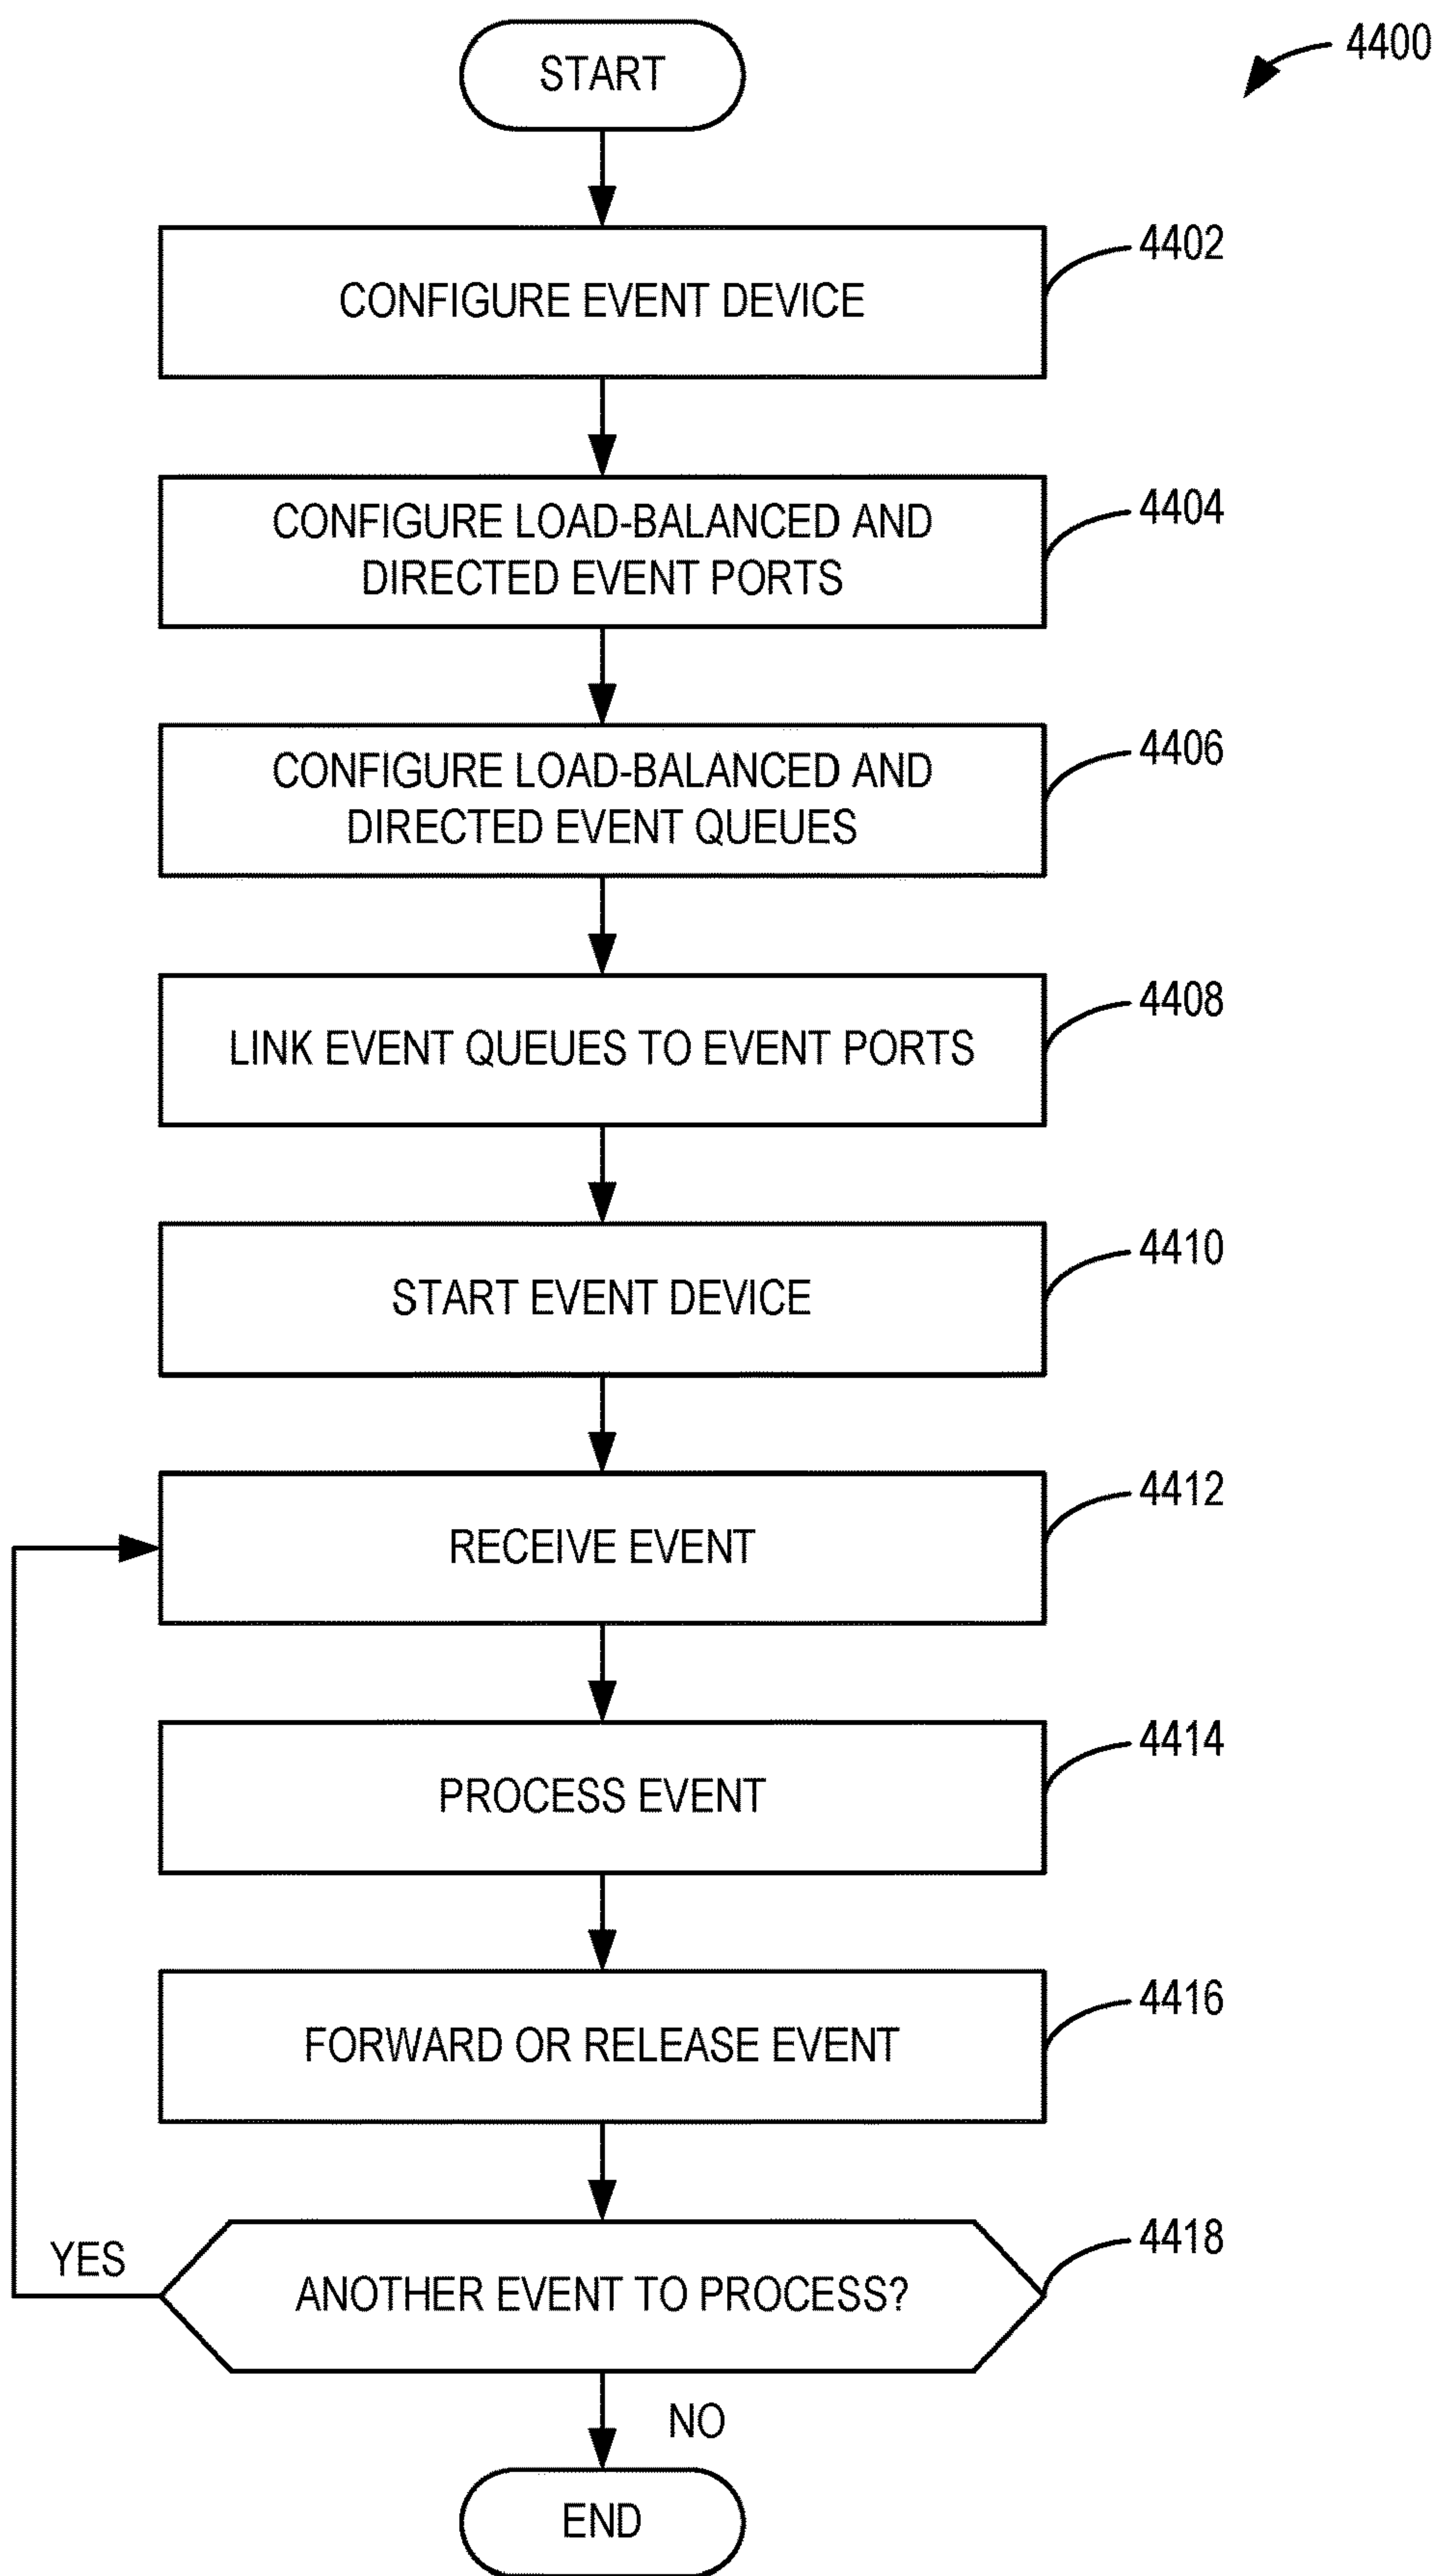 4400
START
4402
CONFIGURE EVENT DEVICE
4404
CONFIGURE LOAD-BALANCED AND
DIRECTED EVENT PORTS
4406
CONFIGURE LOAD-BALANCED AND
DIRECTED EVENT QUEUES
4408
LINK EVENT QUEUES TO EVENT PORTS
4410
START EVENT DEVICE
4412
RECEIVE EVENT
4414
PROCESS EVENT
4416
FORWARD OR RELEASE EVENT
4418
YES
ANOTHER EVENT TO PROCESS?
NO
END